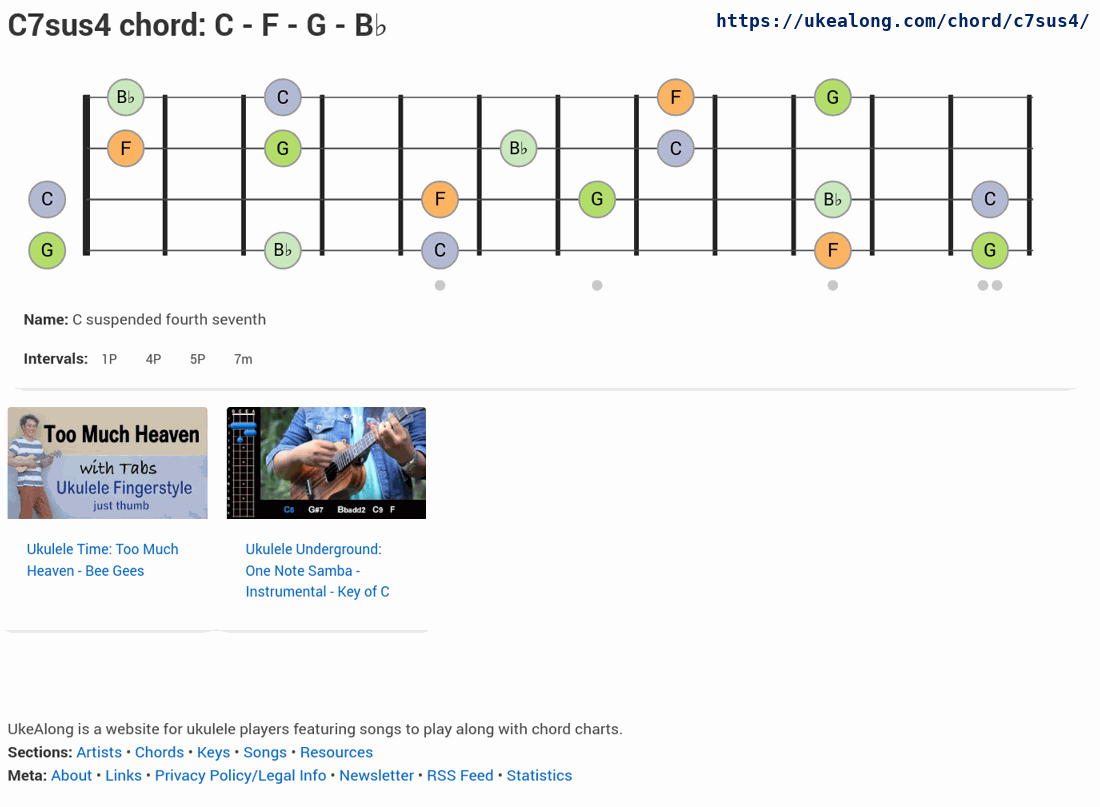 C7sus4 chord: C - F - G - B♭
https://ukealong.com/chord/c7sus4/
B♭ C F G
F G B♭ C
C F G B♭ C
G B♭ C F G
Name: C suspended fourth seventh
Intervals: 1P 4P 5P 7m
Too Much Heaven
with Tabs
Ukulele Fingerstyle
just thumb
C6 G#7 Bbadd2 C9 F
Ukulele Time: Too Much
Heaven - Bee Gees
Ukulele Underground:
One Note Samba -
Instrumental - Key of C
UkeAlong is a website for ukulele players featuring songs to play along with chord charts.
Sections: Artists • Chords • Keys • Songs • Resources
Meta: About • Links • Privacy Policy/Legal Info • Newsletter • RSS Feed • Statistics